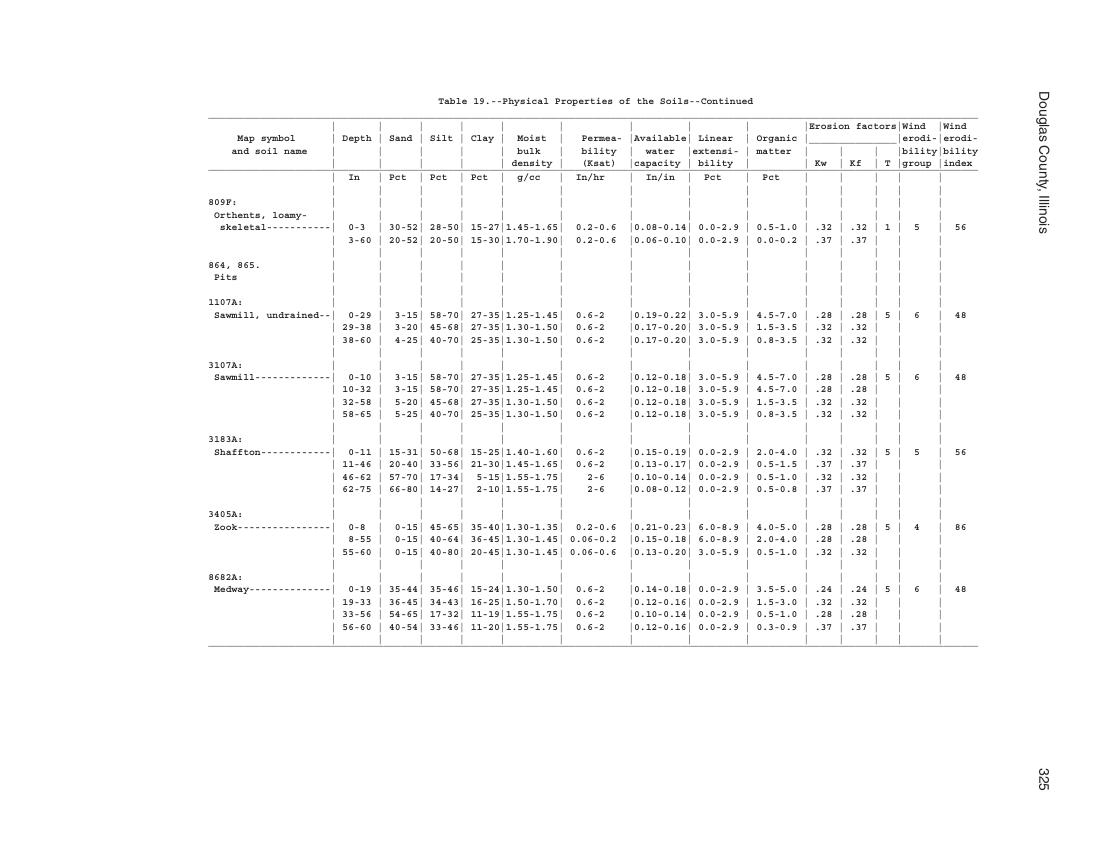 Table 19.--Physical Properties of the Soils--Continued
| | | | | | | | | |Erosion factors|Wind |Wind
Map symbol | Depth | Sand | Silt | Clay | Moist | Permea- |Available| Linear | Organic | |erodi-|erodi-
and soil name | | | | | bulk | bility | water |extensi-| matter | | | |bility|bility
| | | | | density | (Ksat) |capacity | bility | | Kw | Kf | T |group |index
| In | Pct | Pct | Pct | g/cc | In/hr | In/in | Pct | Pct | | | | |
809F:
Orthents, loamy-
skeletal-----------| 0-3 | 30-52| 28-50| 15-27|1.45-1.65| 0.2-0.6 |0.08-0.14| 0.0-2.9 | 0.5-1.0 | .32 | .32 | 1 | 5 | 56
| 3-60 | 20-52| 20-50| 15-30|1.70-1.90| 0.2-0.6 |0.06-0.10| 0.0-2.9 | 0.0-0.2 | .37 | .37 | | |
864, 865.
Pits
1107A:
Sawmill, undrained--| 0-29 | 3-15| 58-70| 27-35|1.25-1.45| 0.6-2 |0.19-0.22| 3.0-5.9 | 4.5-7.0 | .28 | .28 | 5 | 6 | 48
| 29-38 | 3-20| 45-68| 27-35|1.30-1.50| 0.6-2 |0.17-0.20| 3.0-5.9 | 1.5-3.5 | .32 | .32 | | |
| 38-60 | 4-25| 40-70| 25-35|1.30-1.50| 0.6-2 |0.17-0.20| 3.0-5.9 | 0.8-3.5 | .32 | .32 | | |
3107A:
Sawmill-------------| 0-10 | 3-15| 58-70| 27-35|1.25-1.45| 0.6-2 |0.12-0.18| 3.0-5.9 | 4.5-7.0 | .28 | .28 | 5 | 6 | 48
| 10-32 | 3-15| 58-70| 27-35|1.25-1.45| 0.6-2 |0.12-0.18| 3.0-5.9 | 4.5-7.0 | .28 | .28 | | |
| 32-58 | 5-20| 45-68| 27-35|1.30-1.50| 0.6-2 |0.12-0.18| 3.0-5.9 | 1.5-3.5 | .32 | .32 | | |
| 58-65 | 5-25| 40-70| 25-35|1.30-1.50| 0.6-2 |0.12-0.18| 3.0-5.9 | 0.8-3.5 | .32 | .32 | | |
3183A:
Shaffton------------| 0-11 | 15-31| 50-68| 15-25|1.40-1.60| 0.6-2 |0.15-0.19| 0.0-2.9 | 2.0-4.0 | .32 | .32 | 5 | 5 | 56
| 11-46 | 20-40| 33-56| 21-30|1.45-1.65| 0.6-2 |0.13-0.17| 0.0-2.9 | 0.5-1.5 | .37 | .37 | | |
| 46-62 | 57-70| 17-34| 5-15|1.55-1.75| 2-6 |0.10-0.14| 0.0-2.9 | 0.5-1.0 | .32 | .32 | | |
| 62-75 | 66-80| 14-27| 2-10|1.55-1.75| 2-6 |0.08-0.12| 0.0-2.9 | 0.5-0.8 | .37 | .37 | | |
3405A:
Zook----------------| 0-8 | 0-15| 45-65| 35-40|1.30-1.35| 0.2-0.6 |0.21-0.23| 6.0-8.9 | 4.0-5.0 | .28 | .28 | 5 | 4 | 86
| 8-55 | 0-15| 40-64| 36-45|1.30-1.45| 0.06-0.2 |0.15-0.18| 6.0-8.9 | 2.0-4.0 | .28 | .28 | | |
| 55-60 | 0-15| 40-80| 20-45|1.30-1.45| 0.06-0.6 |0.13-0.20| 3.0-5.9 | 0.5-1.0 | .32 | .32 | | |
8682A:
Medway--------------| 0-19 | 35-44| 35-46| 15-24|1.30-1.50| 0.6-2 |0.14-0.18| 0.0-2.9 | 3.5-5.0 | .24 | .24 | 5 | 6 | 48
| 19-33 | 36-45| 34-43| 16-25|1.50-1.70| 0.6-2 |0.12-0.16| 0.0-2.9 | 1.5-3.0 | .32 | .32 | | |
| 33-56 | 54-65| 17-32| 11-19|1.55-1.75| 0.6-2 |0.10-0.14| 0.0-2.9 | 0.5-1.0 | .28 | .28 | | |
| 56-60 | 40-54| 33-46| 11-20|1.55-1.75| 0.6-2 |0.12-0.16| 0.0-2.9 | 0.3-0.9 | .37 | .37 | | |
Douglas County, Illinois
325